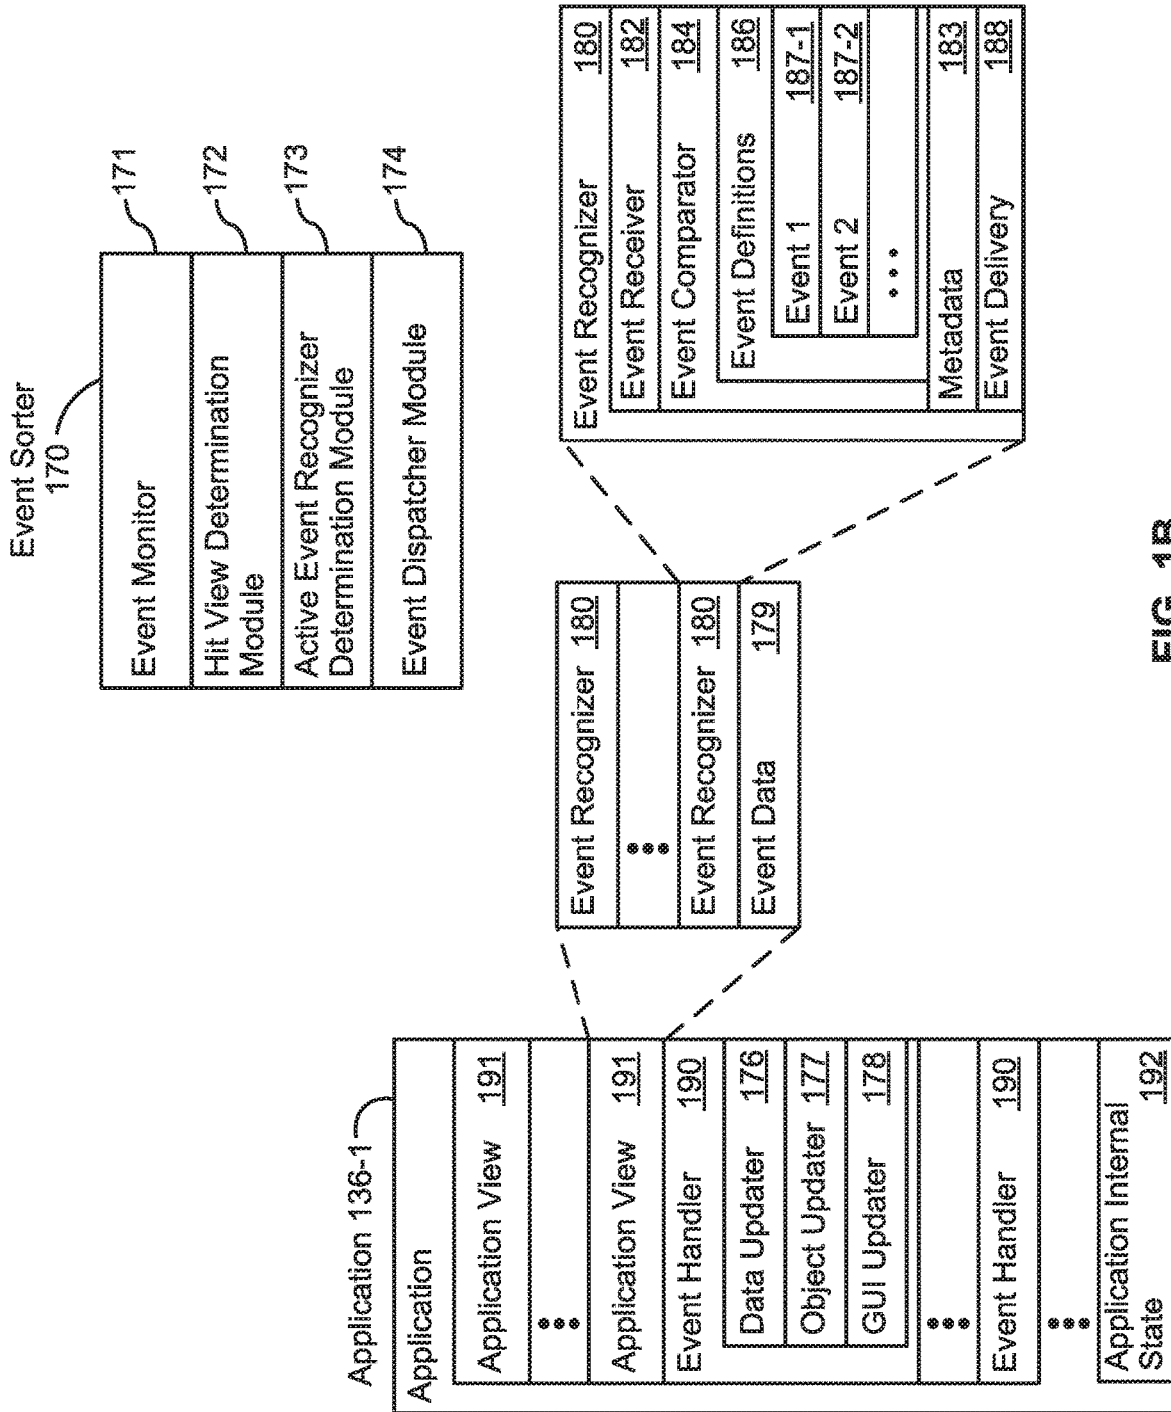 Event Sorter
170
Event Monitor
171
Hit View Determination
Module
172
Active Event Recognizer
Determination Module
173
Event Dispatcher Module
174
Application 136-1
Application
Application View 191
•••
Application View 191
Event Handler 190
Data Updater 176
Object Updater 177
GUI Updater 178
•••
Event Handler 190
•••
Application Internal
State 192
Event Recognizer 180
•••
Event Recognizer 180
Event Data 179
Event Recognizer 180
Event Receiver 182
Event Comparator 184
Event Definitions 186
Event 1 187-1
Event 2 187-2
•••
Metadata 183
Event Delivery 188
FIG. 1B